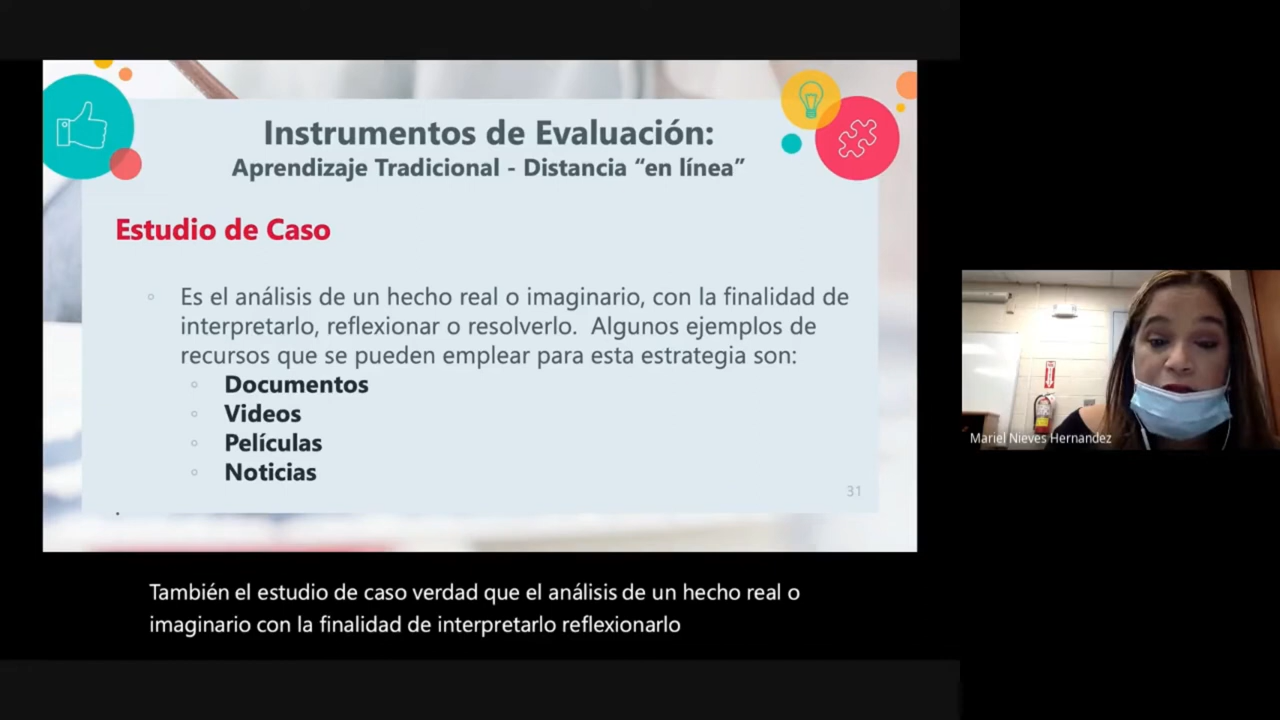 Instrumentos de Evaluación:
Aprendizaje Tradicional - Distancia “en línea”
Estudio de Caso
Es el análisis de un hecho real o imaginario, con la finalidad de
interpretarlo, reflexionar o resolverlo. Algunos ejemplos de
recursos que se pueden emplear para esta estrategia son:
Documentos
Videos
Películas
Noticias
31
Mariel Nieves Hernandez
También el estudio de caso verdad que el análisis de un hecho real o
imaginario con la finalidad de interpretarlo reflexionarlo